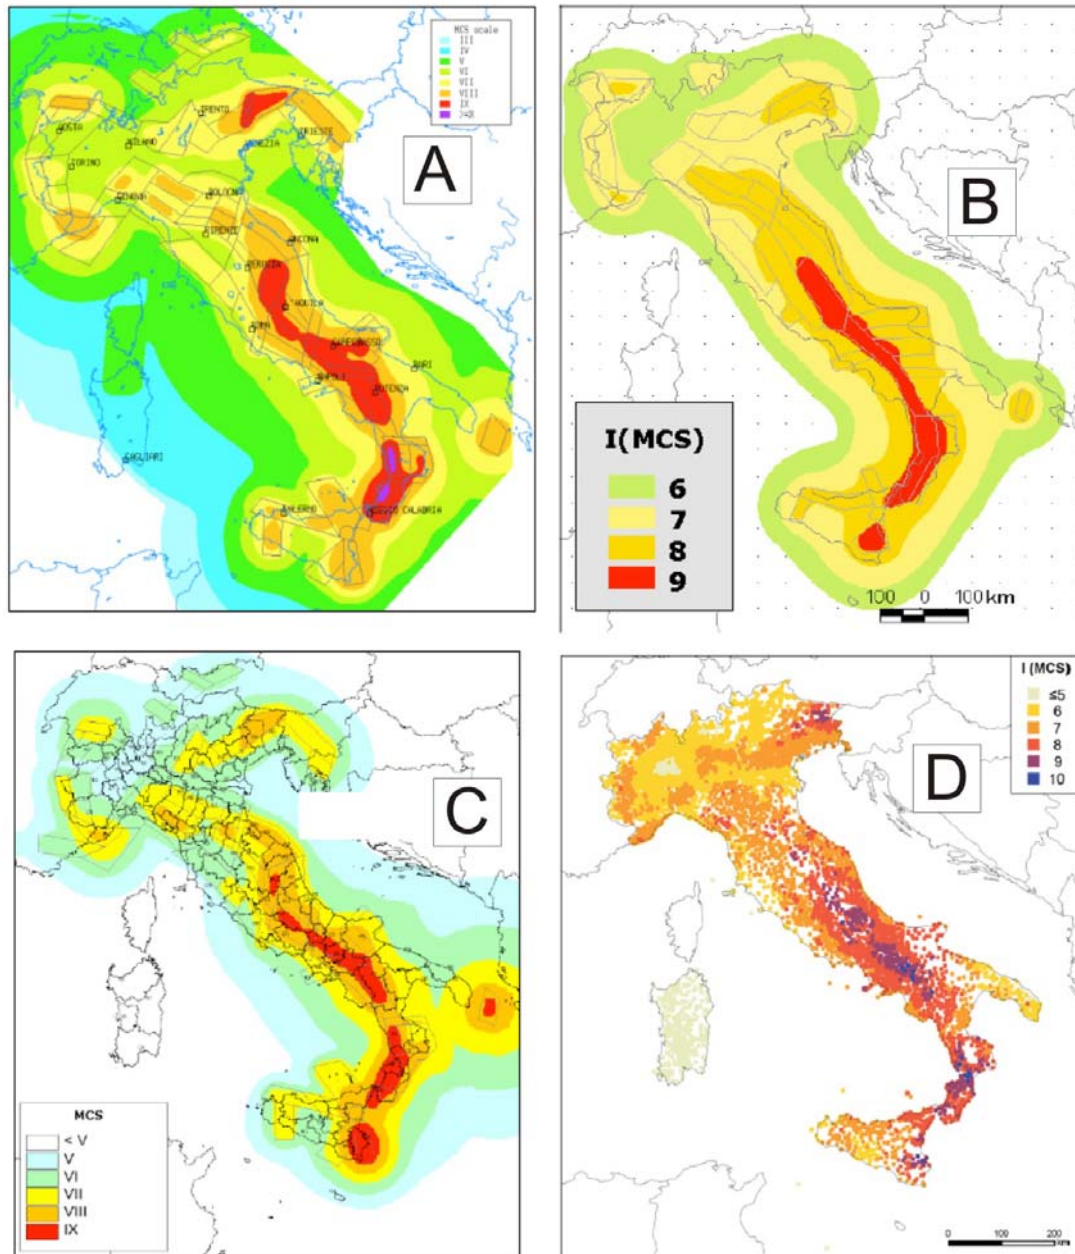 MCS scale
III
IV
V
VI
VII
VIII
IX
>=X
A
AOSTA
TORINO
MILANO
TRENTO
VENEZIA
TRIESTE
GENOVA
BOLOGNA
FIRENZE
ANCONA
PERUGIA
L'AQUILA
ROMA
CAMPOBASSO
NAPOLI
BARI
POTENZA
CAGLIARI
PALERMO
REGGIO CALABRIA
B
I(MCS)
6
7
8
9
100 0 100 km
C
MCS
< V
V
VI
VII
VIII
IX
D
I (MCS)
≤5
6
7
8
9
10
0 100 200
km